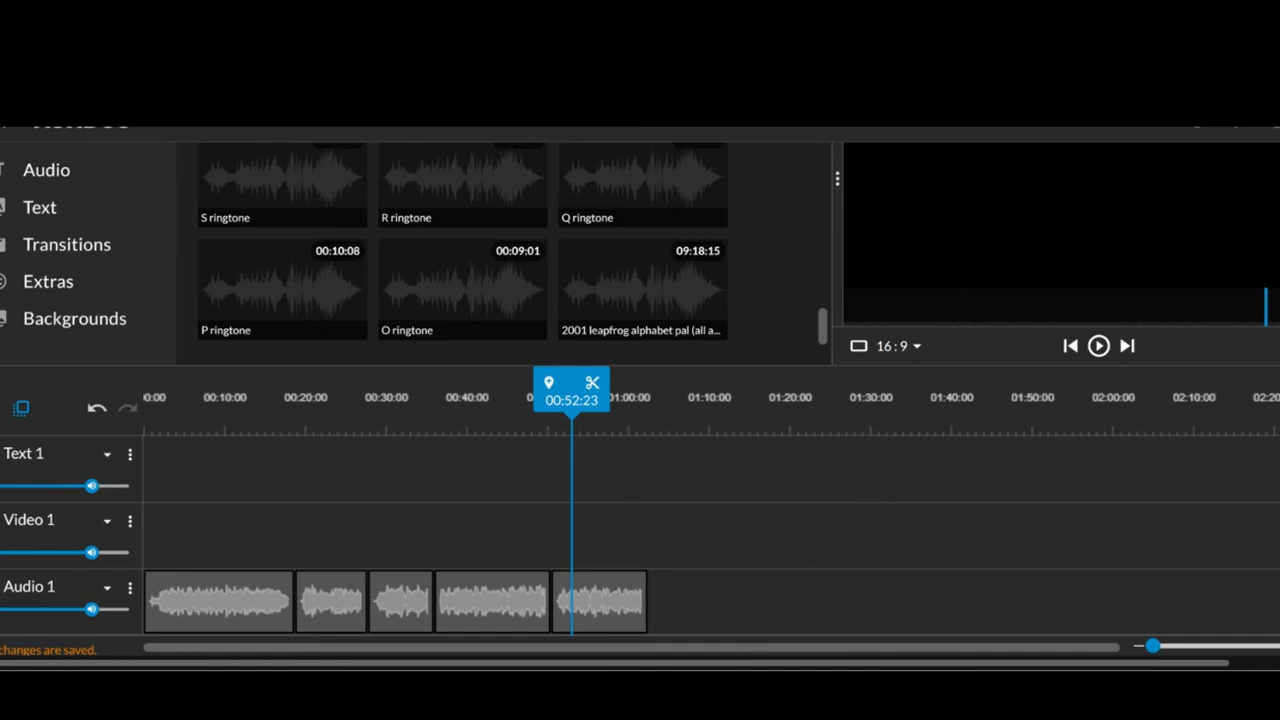 Audio
Text
Transitions
Extras
Backgrounds
S ringtone
R ringtone
Q ringtone
00:10:08
00:09:01
09:18:15
P ringtone
O ringtone
2001 leapfrog alphabet pal (all a...
16:9
00:52:23
0:00 00:10:00 00:20:00 00:30:00 00:40:00 01:00:00 01:10:00 01:20:00 01:30:00 01:40:00 01:50:00 02:00:00 02:10:00 02:20
Text 1
Video 1
Audio 1
changes are saved.